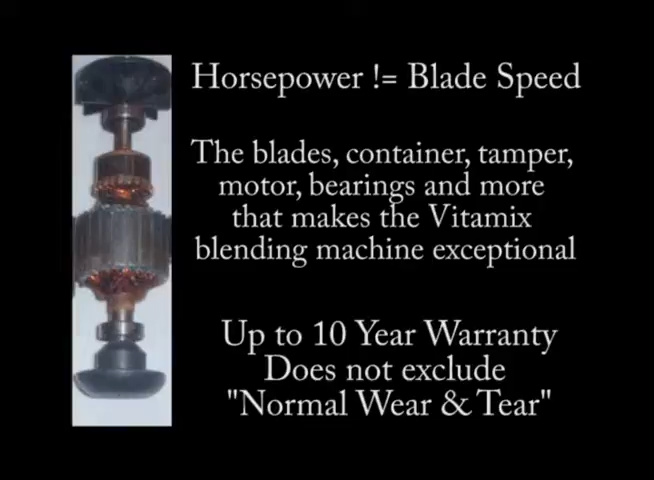 Horsepower != Blade Speed
The blades, container, tamper,
motor, bearings and more
that makes the Vitamix
blending machine exceptional
Up to 10 Year Warranty
Does not exclude
"Normal Wear & Tear"